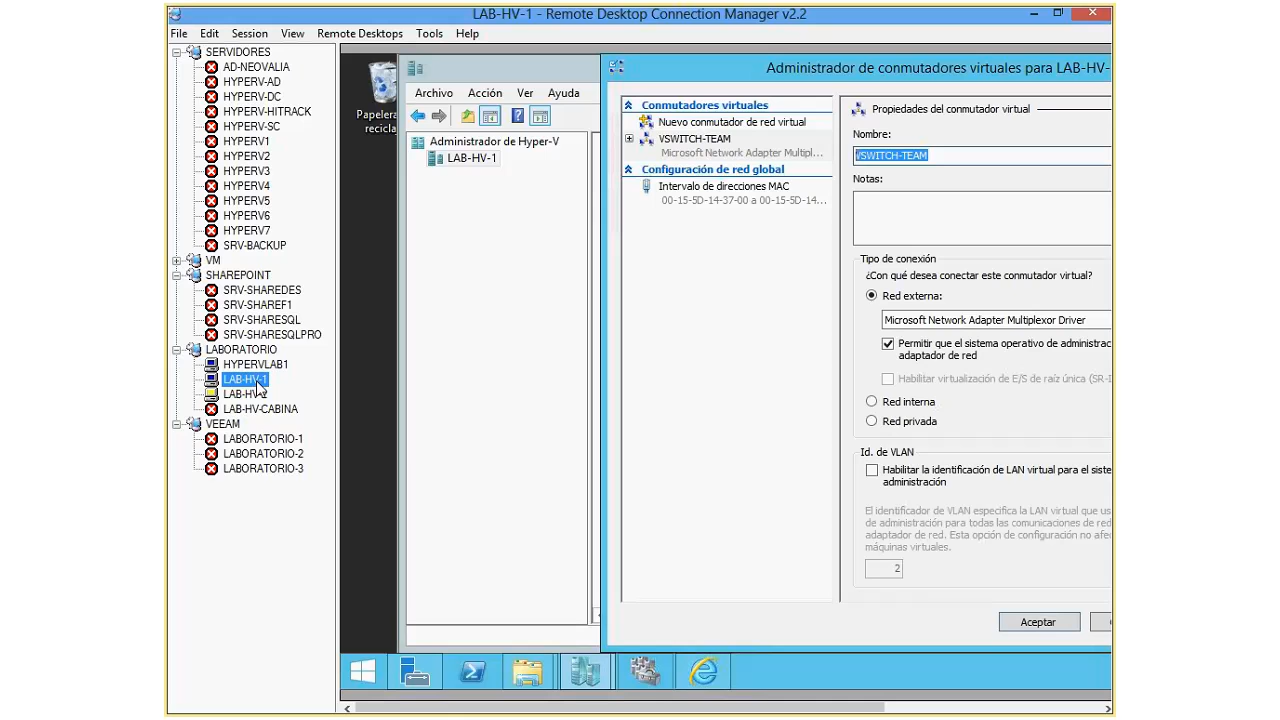 LAB-HV-1 - Remote Desktop Connection Manager v2.2
File Edit Session View Remote Desktops Tools Help
SERVIDORES
AD-NEOVALIA
HYPERV-AD
HYPERV-DC
HYPERV-HITRACK
HYPERV-SC
HYPERV1
HYPERV2
HYPERV3
HYPERV4
HYPERV5
HYPERV6
HYPERV7
SRV-BACKUP
VM
SHAREPOINT
SRV-SHAREDES
SRV-SHAREF1
SRV-SHARESQL
SRV-SHARESQLPRO
LABORATORIO
HYPERVLAB1
LAB-HV-1
LAB-HV-2
LAB-HV-CABINA
VEEAM
LABORATORIO-1
LABORATORIO-2
LABORATORIO-3
Papelera
recicla
Archivo Acción Ver Ayuda
Administrador de Hyper-V
LAB-HV-1
Administrador de conmutadores virtuales para LAB-HV-
Conmutadores virtuales
Nuevo conmutador de red virtual
VSWITCH-TEAM
Microsoft Network Adapter Multipl...
Configuración de red global
Intervalo de direcciones MAC
00-15-5D-14-37-00 a 00-15-5D-14...
Propiedades del conmutador virtual
Nombre:
VSWITCH-TEAM
Notas:
Tipo de conexión
¿Con qué desea conectar este conmutador virtual?
Red externa:
Microsoft Network Adapter Multiplexor Driver
Permitir que el sistema operativo de administrac
adaptador de red
Habilitar virtualización de E/S de raíz única (SR-I
Red interna
Red privada
Id. de VLAN
Habilitar la identificación de LAN virtual para el siste
administración
El identificador de VLAN especifica la LAN virtual que us
de administración para todas las comunicaciones de red
adaptador de red. Esta opción de configuración no afe
máquinas virtuales.
2
Aceptar